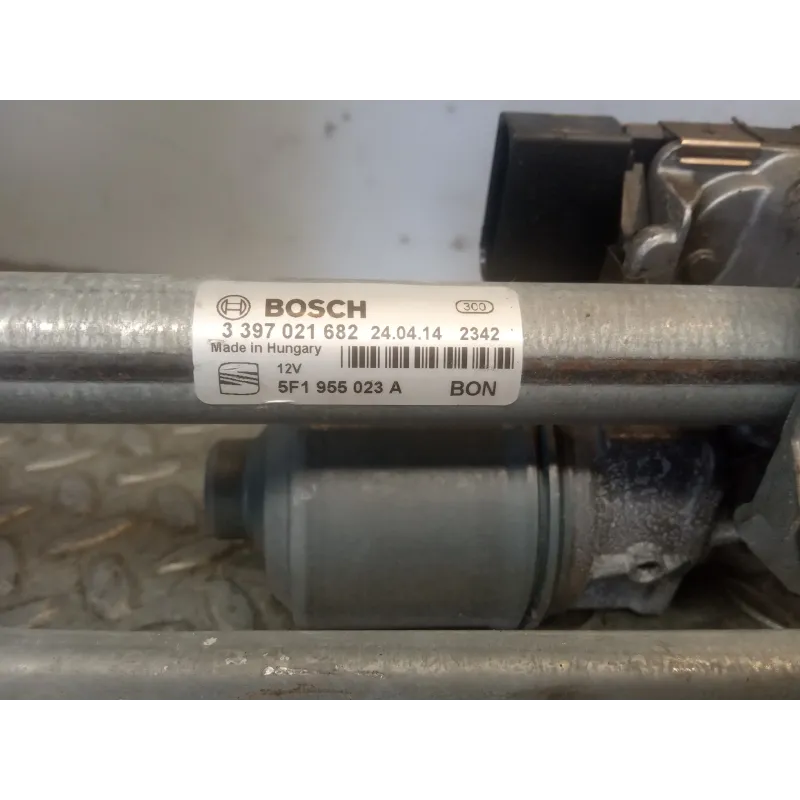 BOSCH 300
3 397 021 682 24.04.14 2342
Made in Hungary
12V
5F1 955 023 A BON